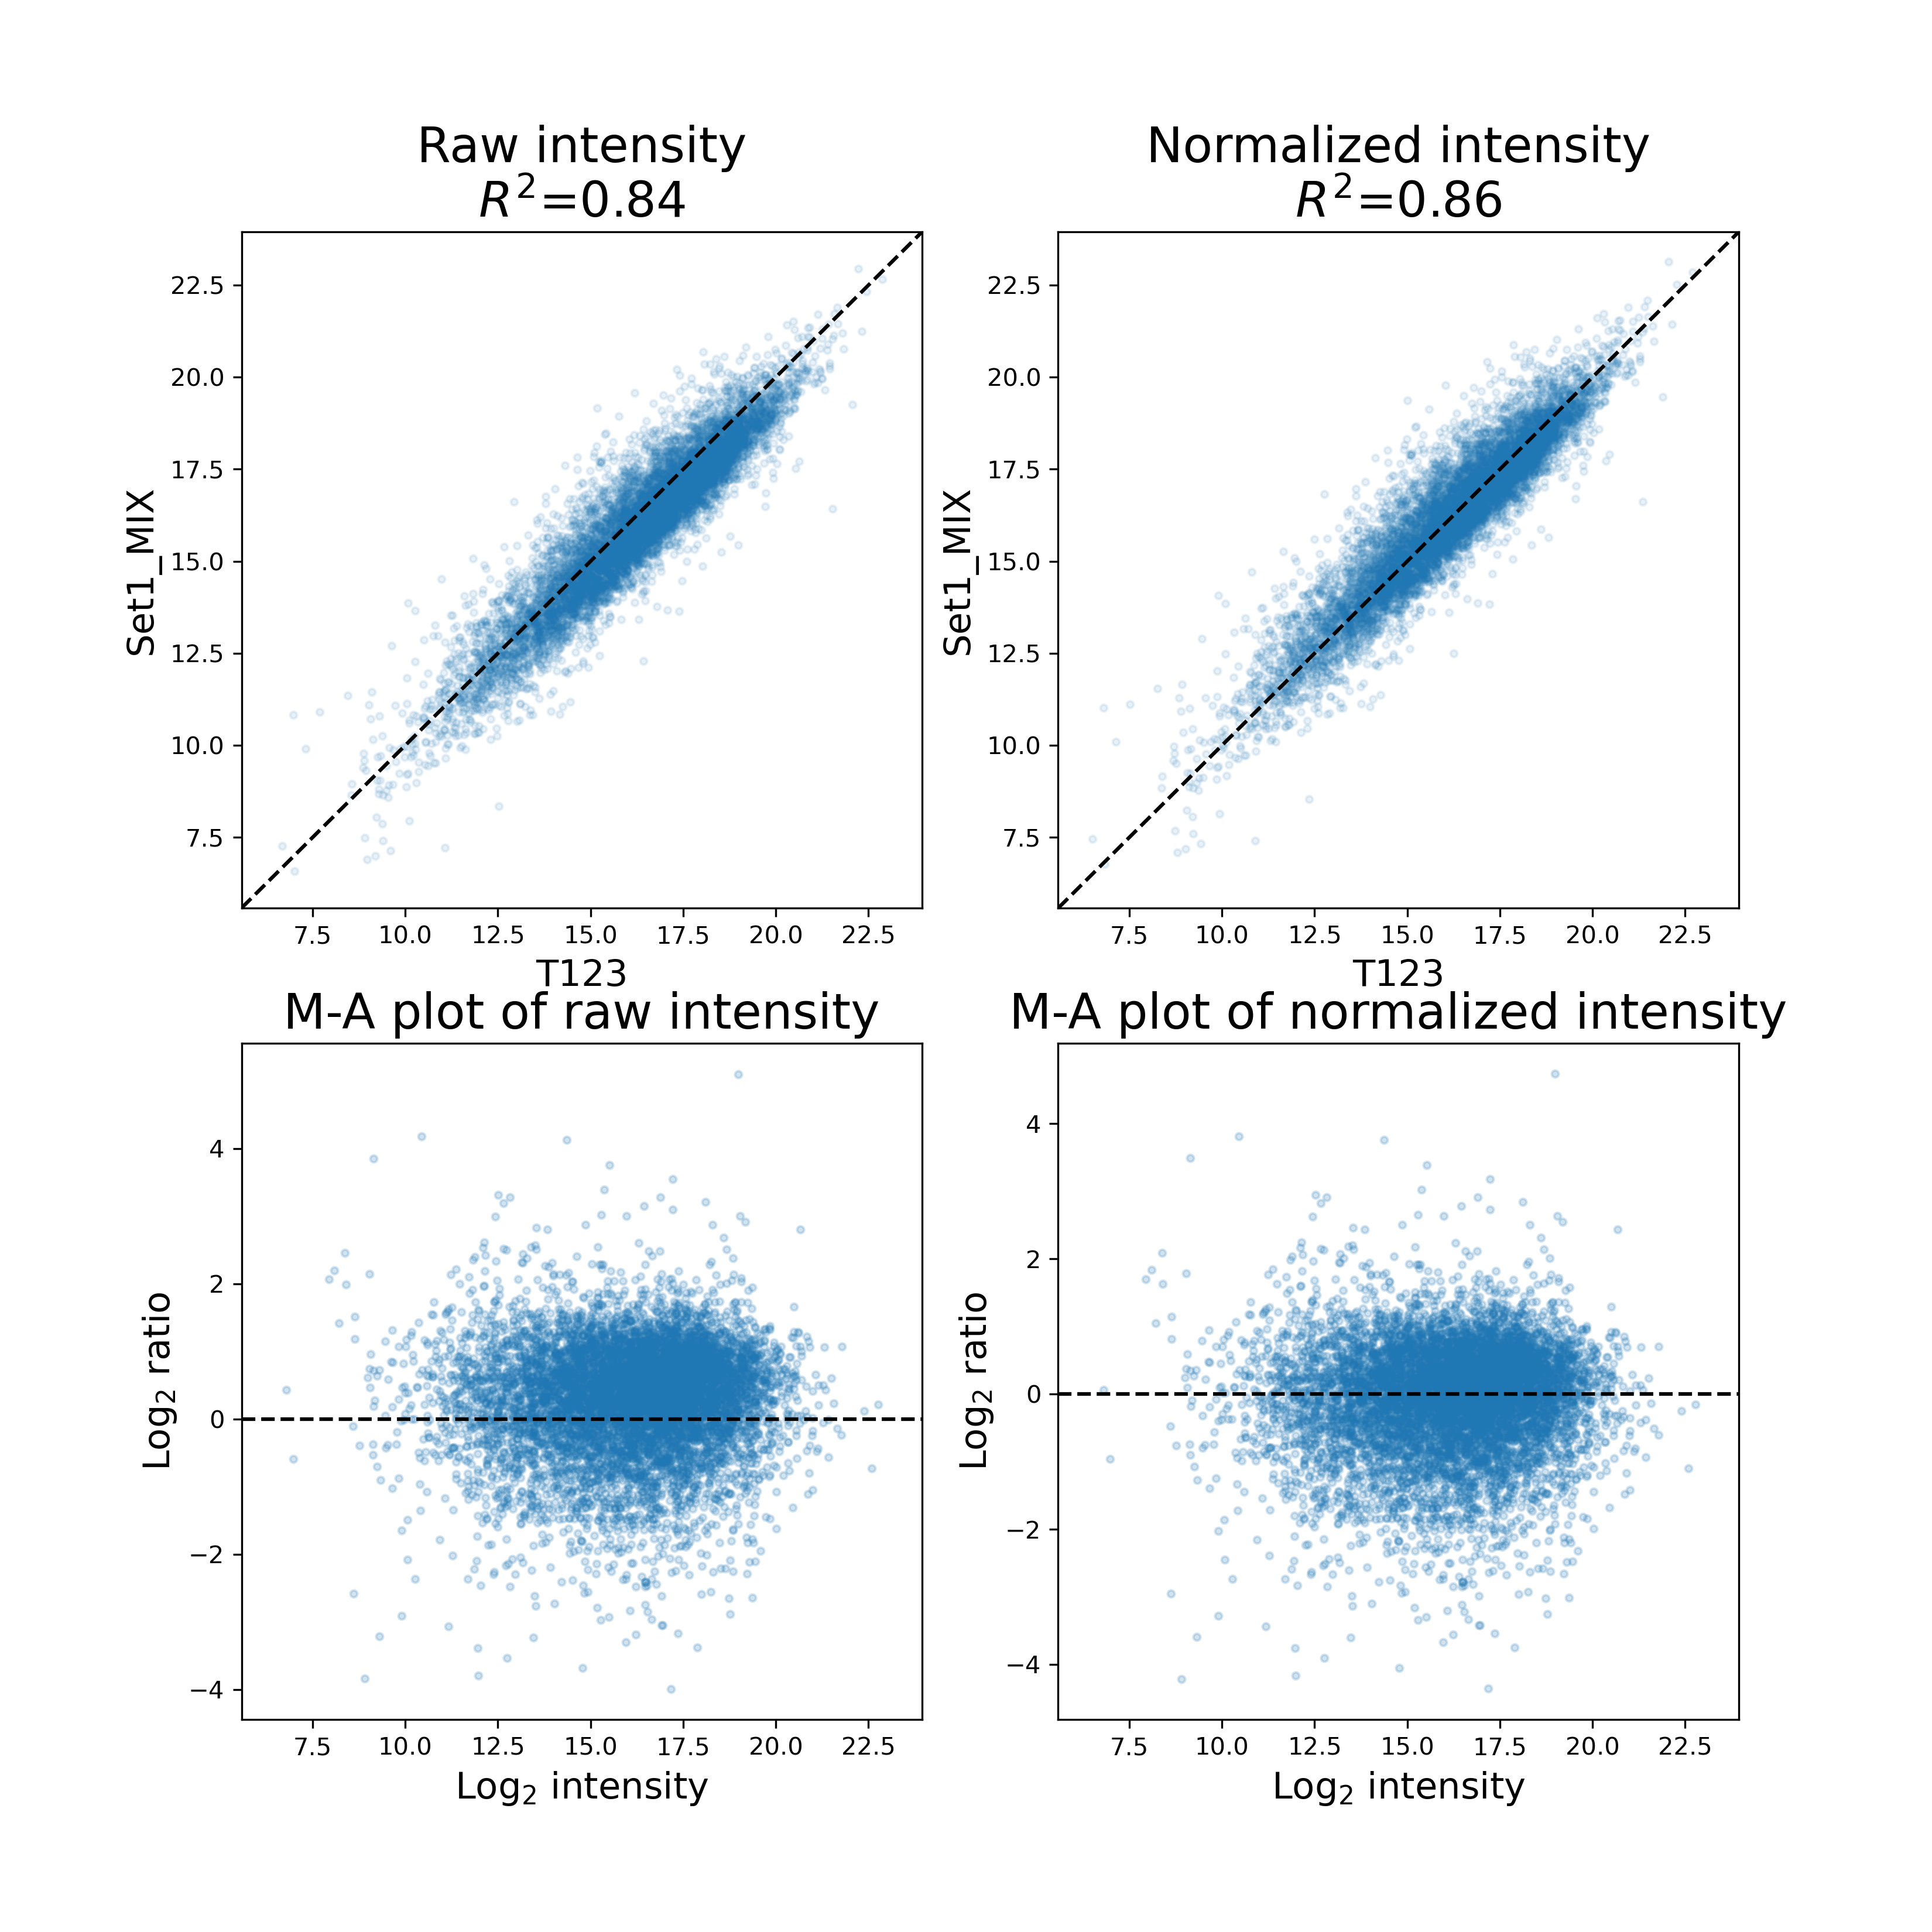 Raw intensity
R²=0.84
22.5
20.0
17.5
15.0
12.5
10.0
7.5
Set1_MIX
7.5 10.0 12.5 15.0 17.5 20.0 22.5
T123
Normalized intensity
R²=0.86
22.5
20.0
17.5
15.0
12.5
10.0
7.5
Set1_MIX
7.5 10.0 12.5 15.0 17.5 20.0 22.5
T123
M-A plot of raw intensity
4
2
0
−2
−4
Log₂ ratio
7.5 10.0 12.5 15.0 17.5 20.0 22.5
Log₂ intensity
M-A plot of normalized intensity
4
2
0
−2
−4
Log₂ ratio
7.5 10.0 12.5 15.0 17.5 20.0 22.5
Log₂ intensity